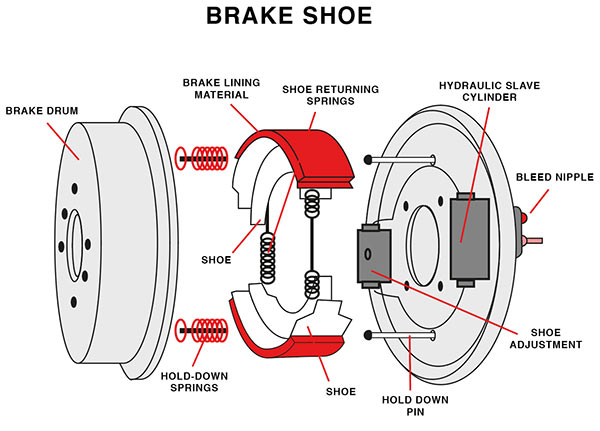 BRAKE SHOE
BRAKE LINING
MATERIAL
SHOE RETURNING
SPRINGS
HYDRAULIC SLAVE
CYLINDER
BRAKE DRUM
BLEED NIPPLE
SHOE
SHOE
ADJUSTMENT
HOLD-DOWN
SPRINGS
SHOE
HOLD DOWN
PIN